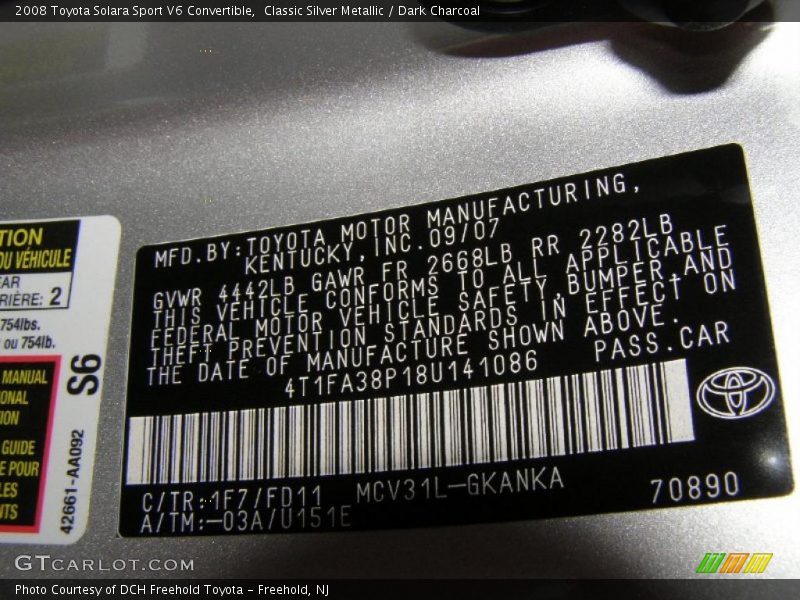 2008 Toyota Solara Sport V6 Convertible,  Classic Silver Metallic / Dark Charcoal
TION
OU VÉHICULE
EAR
RRIÈRE: 2
754lbs.
ou 754lb.
MANUAL
ONAL
ION
GUIDE
E POUR
LES
NTS
S6
42661-AA092
MFD.BY:TOYOTA MOTOR MANUFACTURING,
KENTUCKY,INC.09/07
GVWR 4442LB GAWR FR 2668LB RR 2282LB
THIS VEHICLE CONFORMS TO ALL APPLICABLE
FEDERAL MOTOR VEHICLE SAFETY,BUMPER,AND
THEFT PREVENTION STANDARDS IN EFFECT ON
THE DATE OF MANUFACTURE SHOWN ABOVE.
4T1FA38P18U141086 PASS.CAR
C/TR:1F7/FD11 MCV31L-GKANKA
A/TM:-03A/U151E 70890
GTCARLOT.COM
Photo Courtesy of DCH Freehold Toyota - Freehold, NJ